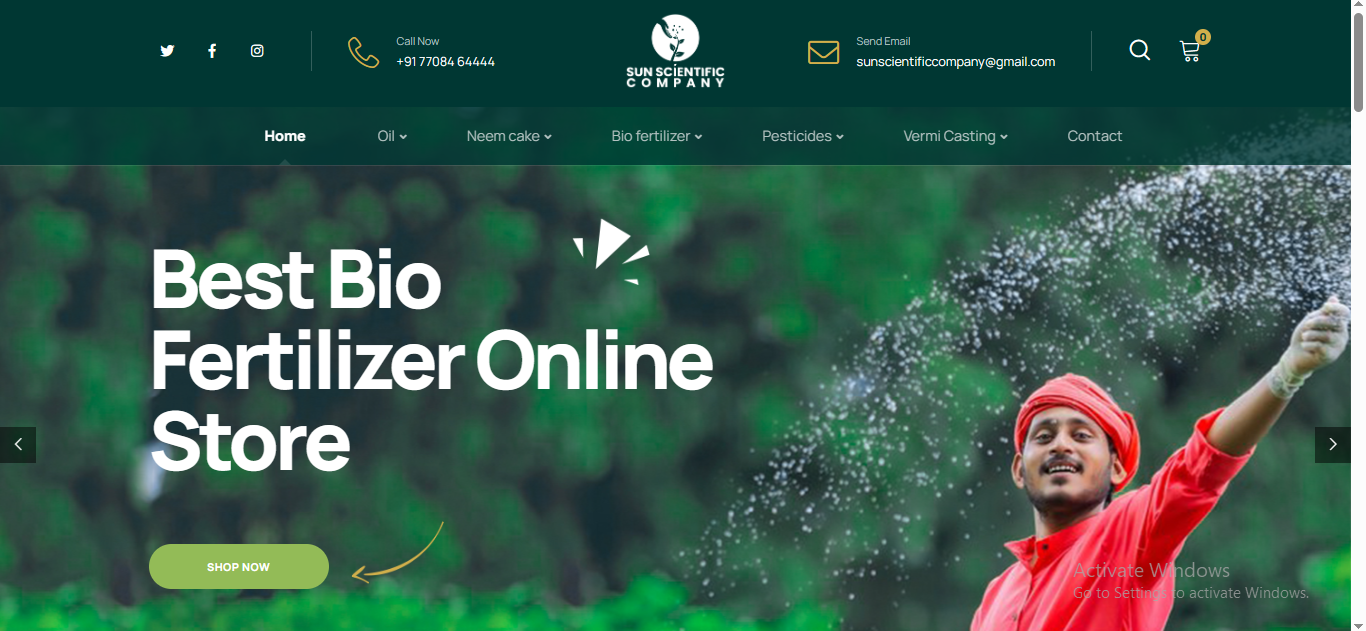 Call Now
+91 77084 64444
SUN SCIENTIFIC
COMPANY
Send Email
sunscientificcompany@gmail.com
0
Home
Oil
Neem cake
Bio fertilizer
Pesticides
Vermi Casting
Contact
Best Bio
Fertilizer Online
Store
SHOP NOW
Activate Windows
Go to Settings to activate Windows.